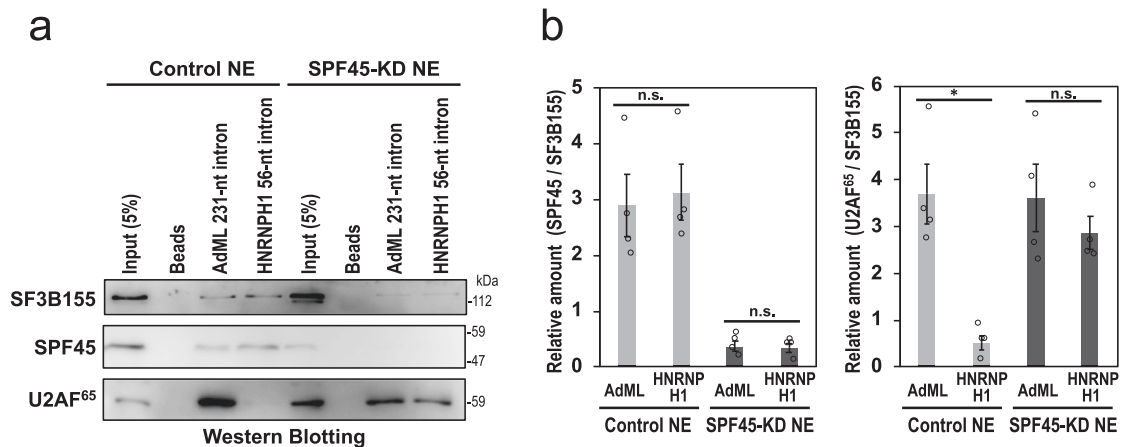 a
Control NE SPF45-KD NE
Input (5%)
Beads
AdML 231-nt intron
HNRNPH1 56-nt intron
Input (5%)
Beads
AdML 231-nt intron
HNRNPH1 56-nt intron
kDa
SF3B155 -112
SPF45 -59
-47
U2AF⁶⁵ -59
Western Blotting
b
Relative amount (SPF45 / SF3B155)
5
4
3
2
1
0
n.s.
n.s.
AdML HNRNP H1 AdML HNRNP H1
Control NE SPF45-KD NE
Relative amount (U2AF⁶⁵ / SF3B155)
6
5
4
3
2
1
0
*
n.s.
AdML HNRNP H1 AdML HNRNP H1
Control NE SPF45-KD NE